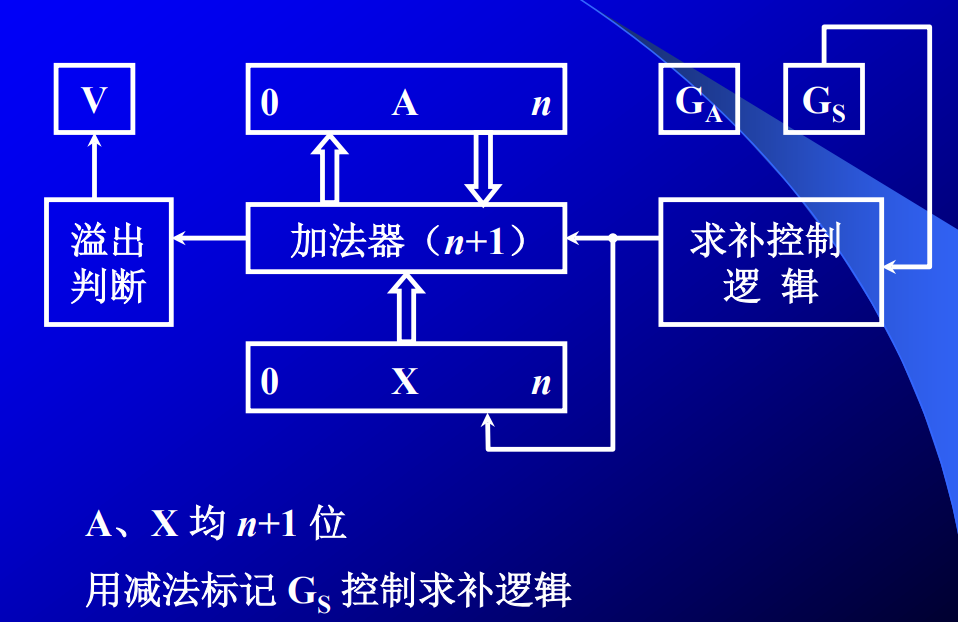 V
0 A n
G_A
G_S
溢出
判断
加法器（n+1）
求补控制
逻 辑
0 X n
A、X 均 n+1 位
用减法标记 G_S 控制求补逻辑